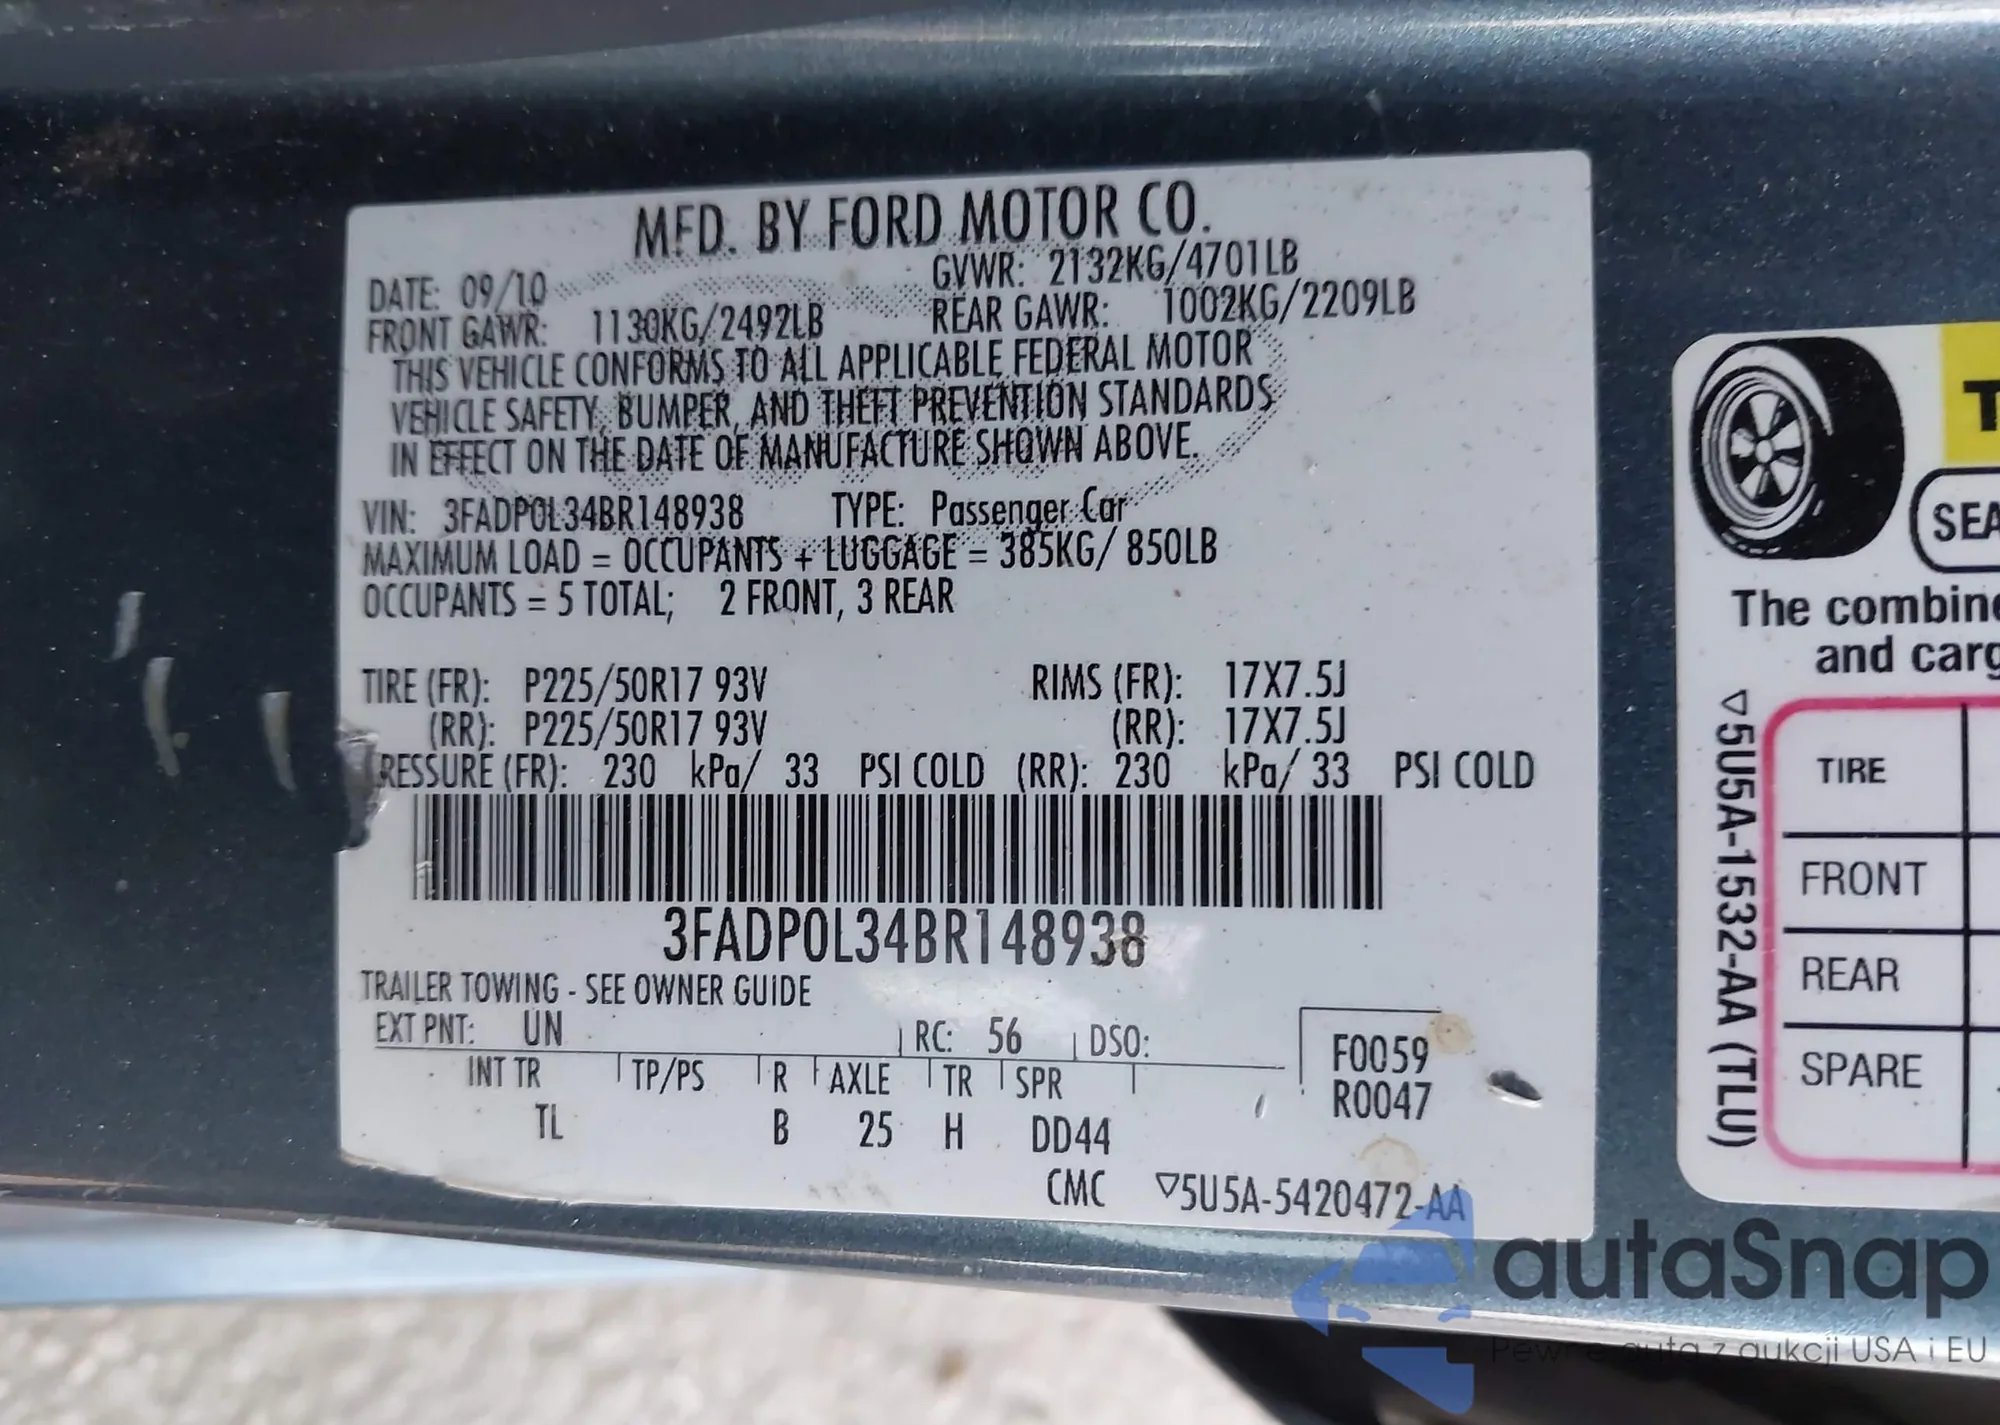 MFD. BY FORD MOTOR CO.
DATE: 09/10 GVWR: 2132KG/4701LB
FRONT GAWR: 1130KG/2492LB REAR GAWR: 1002KG/2209LB
THIS VEHICLE CONFORMS TO ALL APPLICABLE FEDERAL MOTOR
VEHICLE SAFETY, BUMPER, AND THEFT PREVENTION STANDARDS
IN EFFECT ON THE DATE OF MANUFACTURE SHOWN ABOVE.
VIN: 3FADP0L34BR148938 TYPE: Passenger Car
MAXIMUM LOAD = OCCUPANTS + LUGGAGE = 385KG/ 850LB
OCCUPANTS = 5 TOTAL; 2 FRONT, 3 REAR
TIRE (FR): P225/50R17 93V RIMS (FR): 17X7.5J
(RR): P225/50R17 93V (RR): 17X7.5J
RESSURE (FR): 230 kPa/ 33 PSI COLD (RR): 230 kPa/ 33 PSI COLD
3FADP0L34BR148938
TRAILER TOWING - SEE OWNER GUIDE
EXT PNT: UN RC: 56 DSO:
INT TR TP/PS R AXLE TR SPR
TL B 25 H DD44
F0059
R0047
CMC ▽5U5A-5420472-AA
T
SEA
The combine
and carg
▽5U5A-1532-AA (TLU)
TIRE
FRONT
REAR
SPARE
autaSnap
Pewne auta z aukcji USA i EU